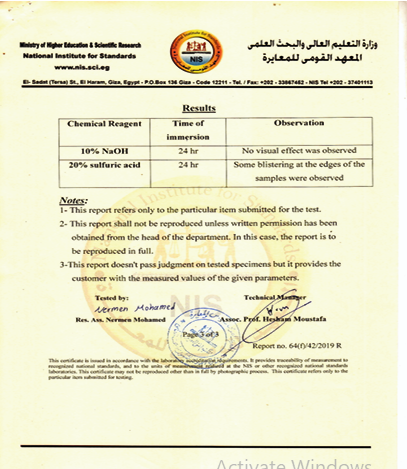 Ministry of Higher Education & Scientific Research
National Institute for Standards
www.nis.sci.eg
NIS
وزارة التعليم العالى والبحث العلمى
المعهد القومى للمعايرة
El- Sadat (Tersa) St., El Haram, Giza, Egypt - P.O.Box 136 Giza - Code 12211 - Tel. / Fax: +202 - 33867452 - NIS Tel +202 - 37401113
Results
Chemical Reagent Time of immersion Observation
10% NaOH 24 hr No visual effect was observed
20% sulfuric acid 24 hr Some blistering at the edges of the samples were observed
Notes:
1- This report refers only to the particular item submitted for the test.
2- This report shall not be reproduced unless written permission has been
obtained from the head of the department. In this case, the report is to
be reproduced in full.
3-This report doesn't pass judgment on tested specimens but it provides the
customer with the measured values of the given parameters.
Tested by: Technical Manager
Nermen Mohamed
Res. Ass. Nermen Mohamed Assoc. Prof. Hesham Moustafa
Page 3 of 3
Report no. 64(f)/42/2019 R
This certificate is issued in accordance with the laboratory accreditation requirements. It provides traceability of measurement to
recognized national standards, and to the units of measurement realized at the NIS or other recognized national standards
laboratories. This certificate may not be reproduced other than in full by photographic process. This certificate refers only to the
particular item submitted for testing.
Activate Windows